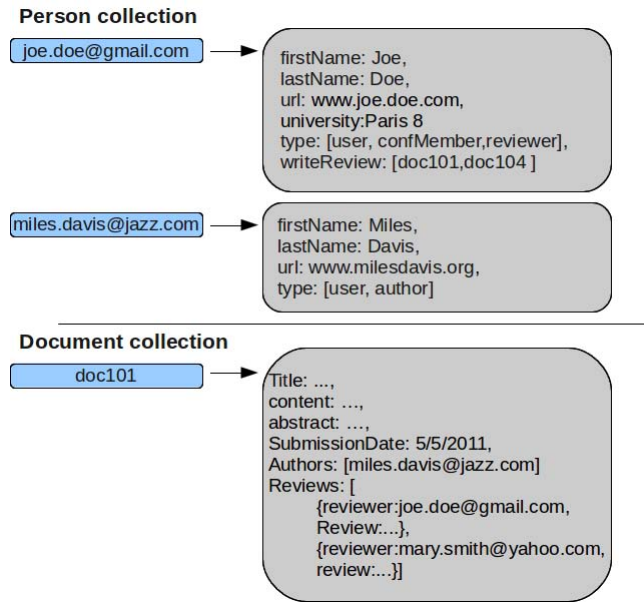 Person collection
joe.doe@gmail.com
firstName: Joe,
lastName: Doe,
url: www.joe.doe.com,
university:Paris 8
type: [user, confMember,reviewer],
writeReview: [doc101,doc104 ]
miles.davis@jazz.com
firstName: Miles,
lastName: Davis,
url: www.milesdavis.org,
type: [user, author]
Document collection
doc101
Title: ...,
content: ...,
abstract: ...,
SubmissionDate: 5/5/2011,
Authors: [miles.davis@jazz.com]
Reviews: [
{reviewer:joe.doe@gmail.com,
Review:...},
{reviewer:mary.smith@yahoo.com,
review:...}]